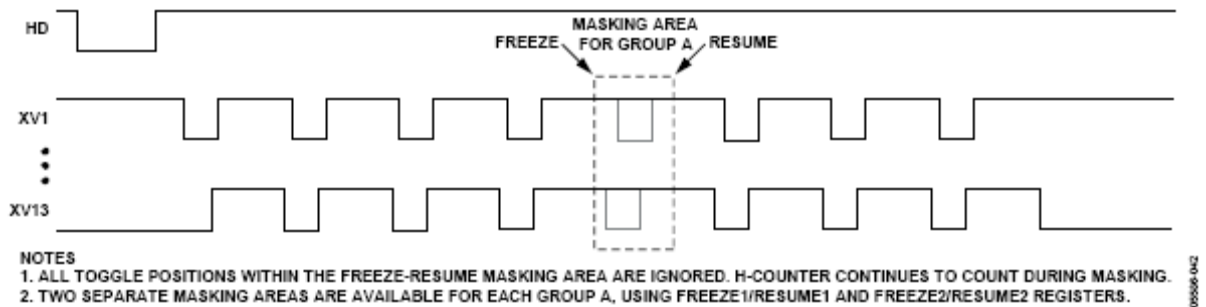 HD
MASKING AREA
FOR GROUP A
FREEZE
RESUME
XV1
XV13
NOTES
1. ALL TOGGLE POSITIONS WITHIN THE FREEZE-RESUME MASKING AREA ARE IGNORED. H-COUNTER CONTINUES TO COUNT DURING MASKING.
2. TWO SEPARATE MASKING AREAS ARE AVAILABLE FOR EACH GROUP A, USING FREEZE1/RESUME1 AND FREEZE2/RESUME2 REGISTERS.